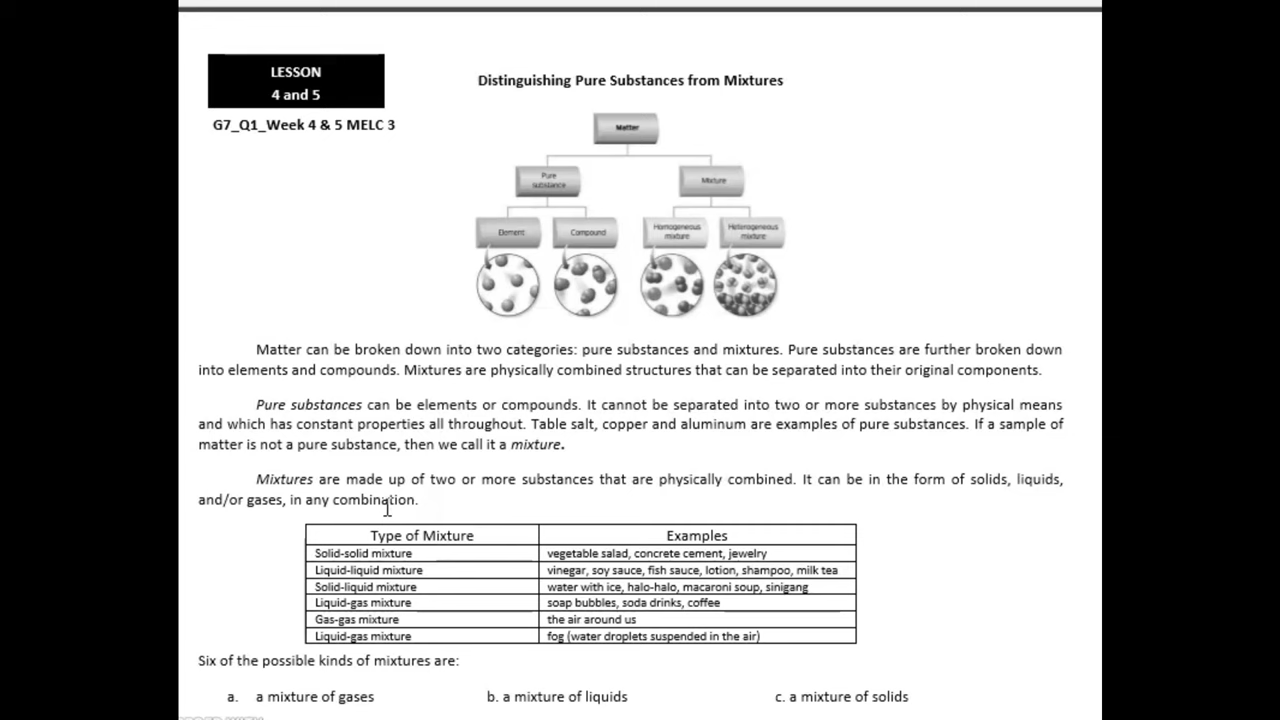 LESSON
4 and 5
Distinguishing Pure Substances from Mixtures
G7_Q1_Week 4 & 5 MELC 3
Matter
Pure
substance
Mixture
Element
Compound
Homogeneous
mixture
Heterogeneous
mixture
Matter can be broken down into two categories: pure substances and mixtures. Pure substances are further broken down
into elements and compounds. Mixtures are physically combined structures that can be separated into their original components.
Pure substances can be elements or compounds. It cannot be separated into two or more substances by physical means
and which has constant properties all throughout. Table salt, copper and aluminum are examples of pure substances. If a sample of
matter is not a pure substance, then we call it a mixture.
Mixtures are made up of two or more substances that are physically combined. It can be in the form of solids, liquids,
and/or gases, in any combination.
Type of Mixture Examples
Solid-solid mixture vegetable salad, concrete cement, jewelry
Liquid-liquid mixture vinegar, soy sauce, fish sauce, lotion, shampoo, milk tea
Solid-liquid mixture water with ice, halo-halo, macaroni soup, sinigang
Liquid-gas mixture soap bubbles, soda drinks, coffee
Gas-gas mixture the air around us
Liquid-gas mixture fog (water droplets suspended in the air)
Six of the possible kinds of mixtures are:
a. a mixture of gases b. a mixture of liquids c. a mixture of solids